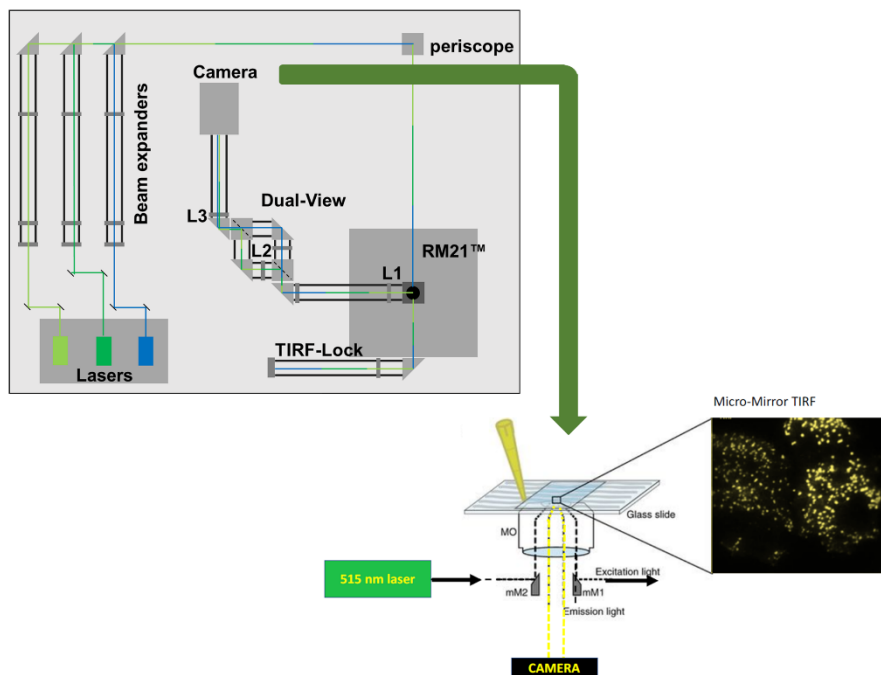 periscope
Camera
Beam expanders
Dual-View
L3
L2
RM21™
L1
TIRF-Lock
Lasers
Micro-Mirror TIRF
Glass slide
MO
515 nm laser
Excitation light
mM2
mM1
Emission light
CAMERA